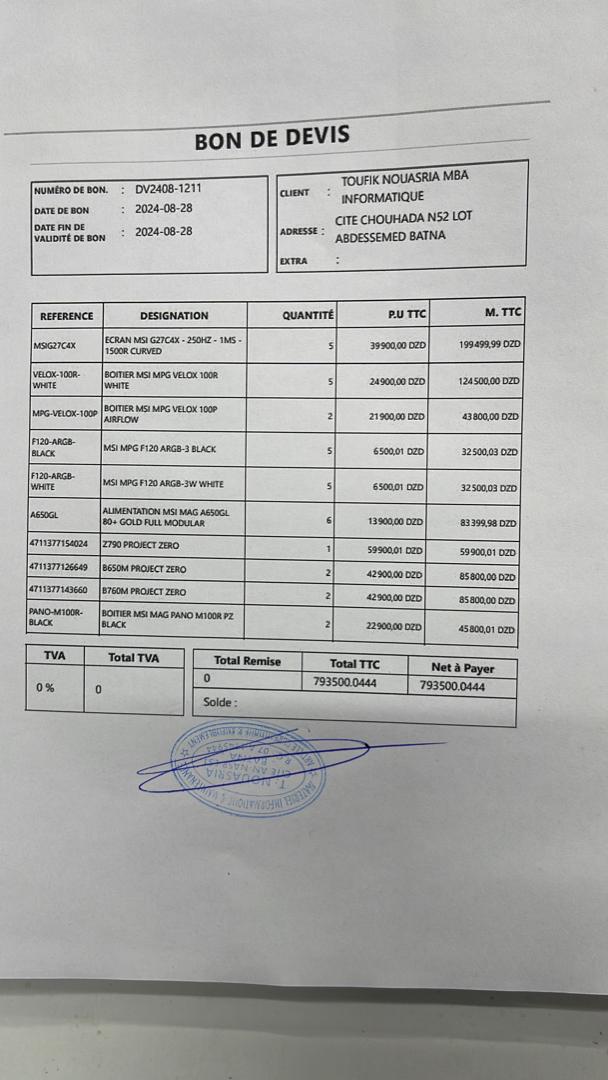 BON DE DEVIS
NUMÉRO DE BON. : DV2408-1211
DATE DE BON : 2024-08-28
DATE FIN DE
VALIDITÉ DE BON : 2024-08-28
CLIENT : TOUFIK NOUASRIA MBA
INFORMATIQUE
ADRESSE : CITE CHOUHADA N52 LOT
ABDESSEMED BATNA
EXTRA :
REFERENCE DESIGNATION QUANTITÉ P.U TTC M. TTC
MSIG27C4X ECRAN MSI G27C4X - 250HZ - 1MS -
1500R CURVED 5 39900,00 DZD 199499,99 DZD
VELOX-100R-
WHITE BOITIER MSI MPG VELOX 100R
WHITE 5 24900,00 DZD 124500,00 DZD
MPG-VELOX-100P BOITIER MSI MPG VELOX 100P
AIRFLOW 2 21900,00 DZD 43800,00 DZD
F120-ARGB-
BLACK MSI MPG F120 ARGB-3 BLACK 5 6500,01 DZD 32500,03 DZD
F120-ARGB-
WHITE MSI MPG F120 ARGB-3W WHITE 5 6500,01 DZD 32500,03 DZD
A650GL ALIMENTATION MSI MAG A650GL
80+ GOLD FULL MODULAR 6 13900,00 DZD 83399,98 DZD
4711377154024 Z790 PROJECT ZERO 1 59900,01 DZD 59900,01 DZD
4711377126649 B650M PROJECT ZERO 2 42900,00 DZD 85800,00 DZD
4711377143660 B760M PROJECT ZERO 2 42900,00 DZD 85800,00 DZD
PANO-M100R-
BLACK BOITIER MSI MAG PANO M100R PZ
BLACK 2 22900,00 DZD 45800,01 DZD
TVA Total TVA
0 % 0
Total Remise Total TTC Net à Payer
0 793500.0444 793500.0444
Solde :
T. NOUASRIA
BATNA